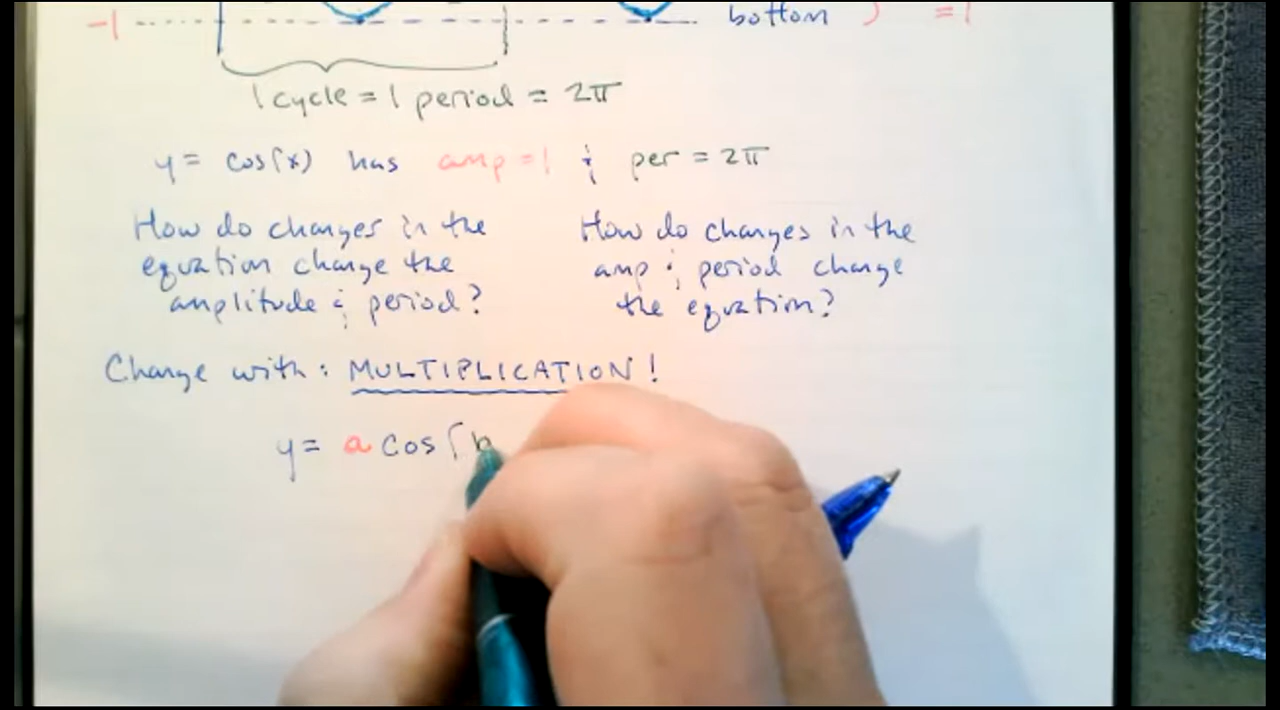 -1 bottom } = 1
1 cycle = 1 period = 2π
y = cos(x) has amp = 1 & per = 2π
How do changes in the
equation change the
amplitude & period?
How do changes in the
amp & period change
the equation?
Change with: MULTIPLICATION!
y = a cos(b